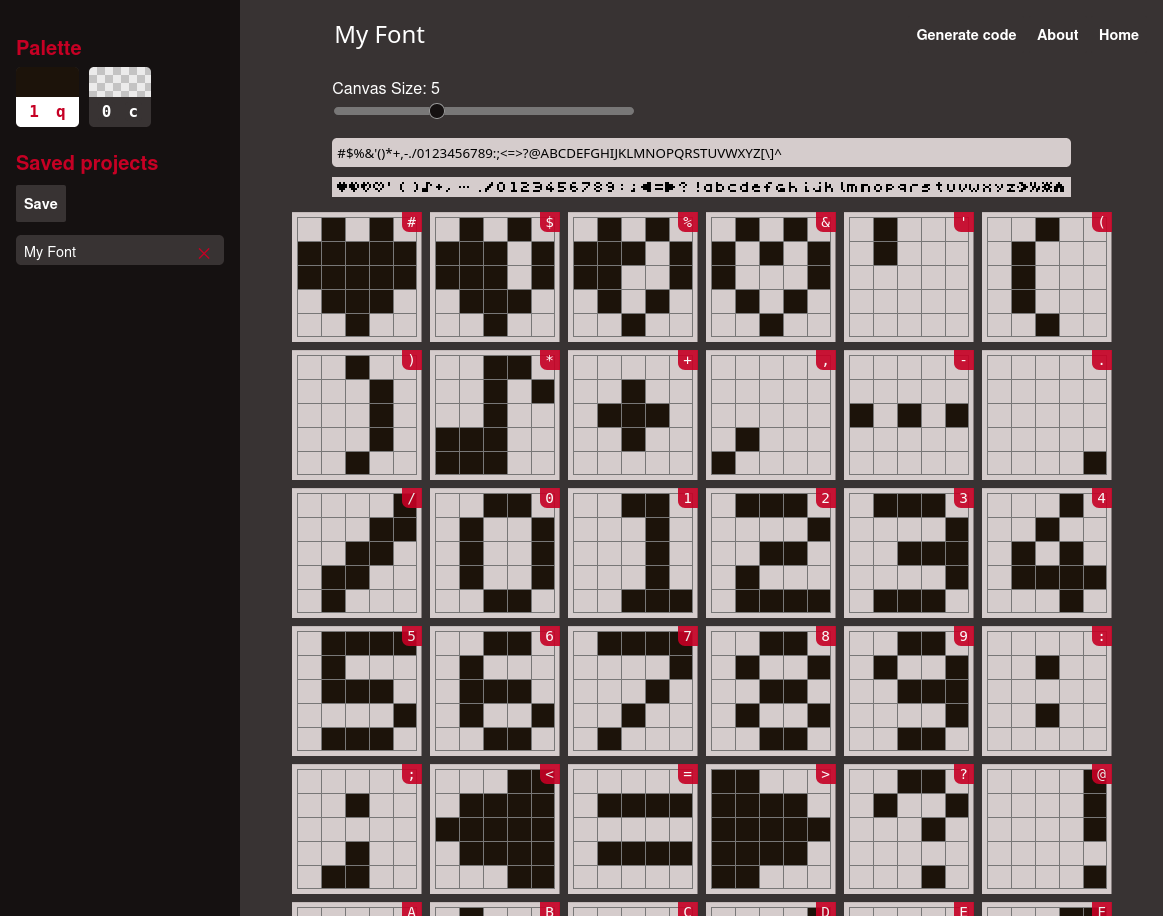 My Font
Generate code About Home
Palette
1 q 0 c
Canvas Size: 5
#$%&'()*+,-./0123456789:;<=>?@ABCDEFGHIJKLMNOPQRSTUVWXYZ[\]^
Saved projects
Save
My Font
# $ % & ' (
) * + , - .
/ 0 1 2 3 4
5 6 7 8 9 :
; < = > ? @
A B C D E F